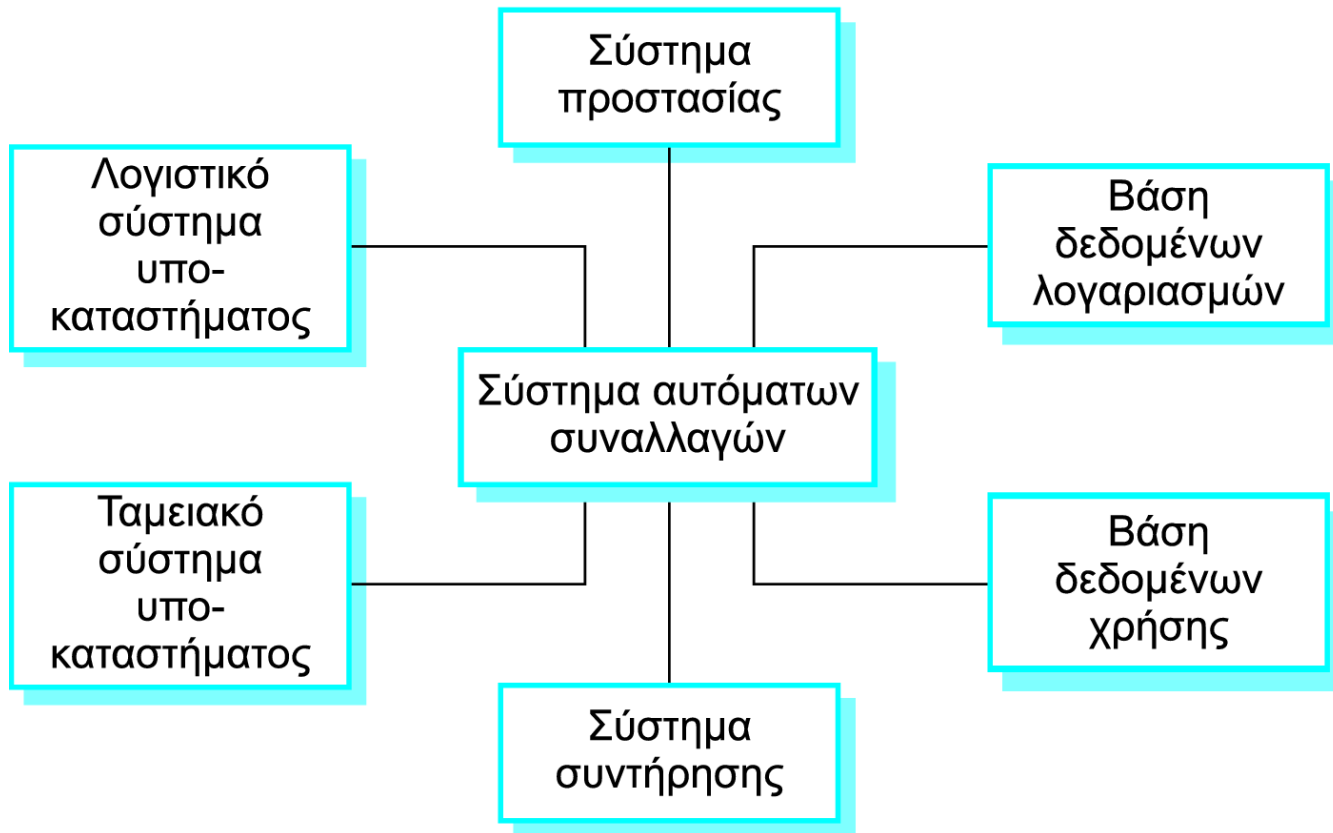 Σύστημα
προστασίας
Λογιστικό
σύστημα
υπο-
καταστήματος
Βάση
δεδομένων
λογαριασμών
Σύστημα αυτόματων
συναλλαγών
Ταμειακό
σύστημα
υπο-
καταστήματος
Βάση
δεδομένων
χρήσης
Σύστημα
συντήρησης